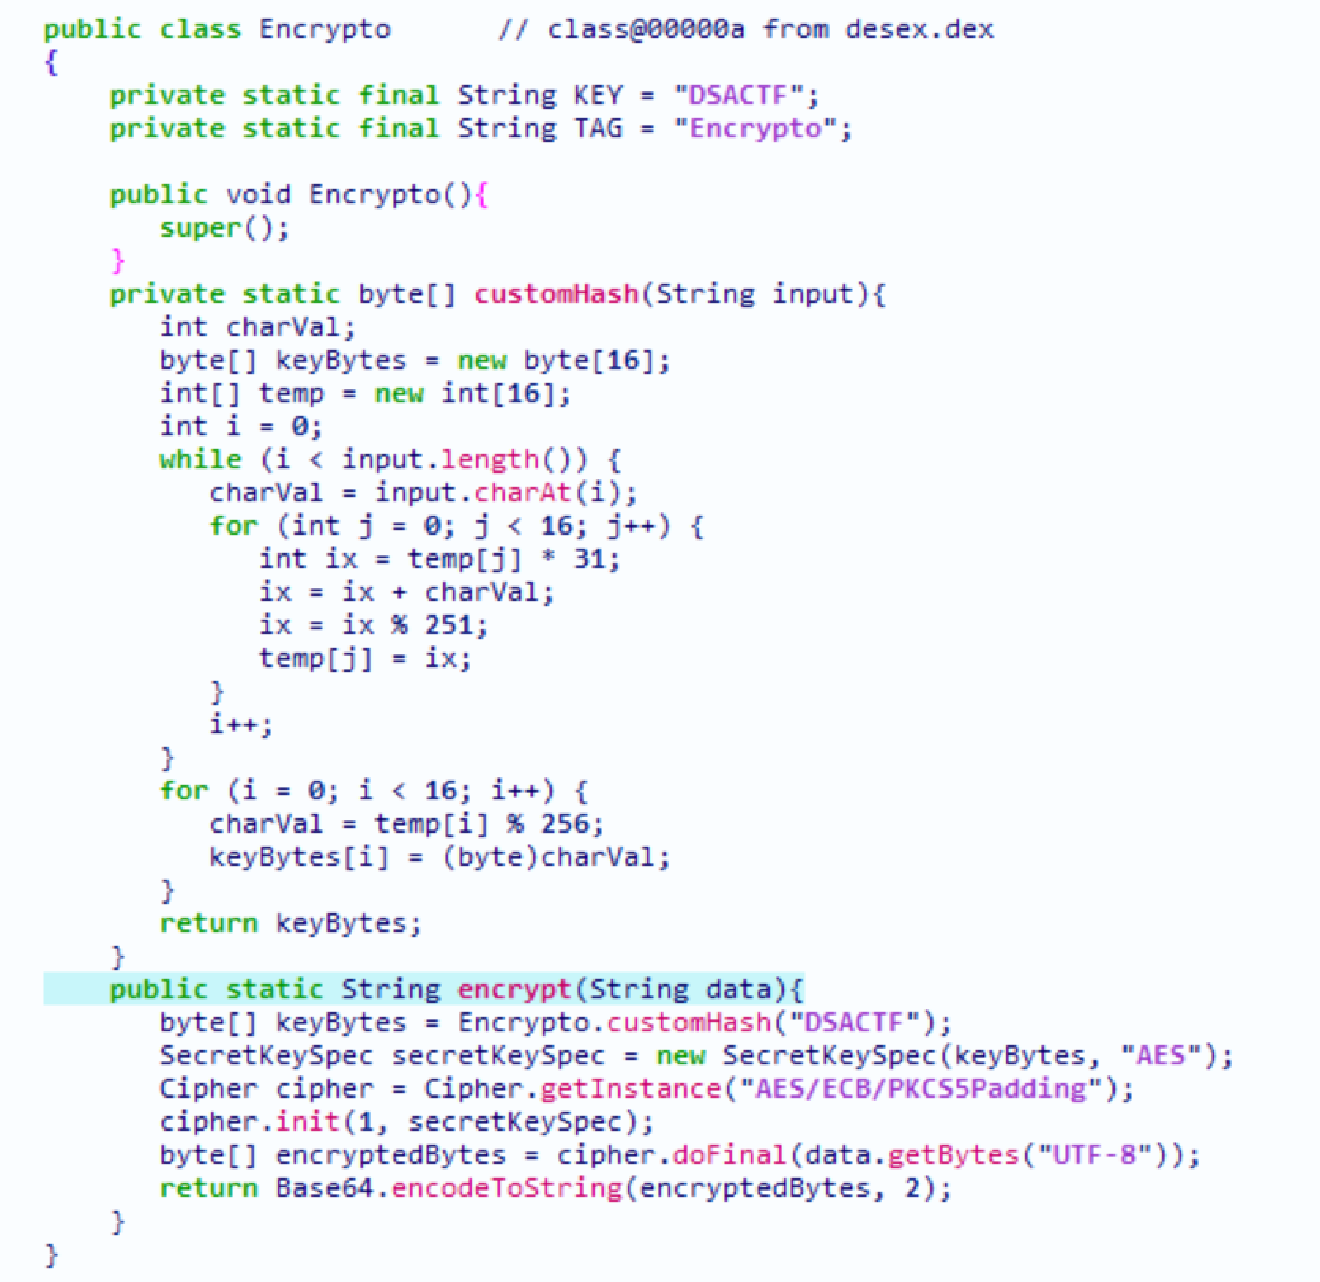 public class Encrypto // class@00000a from desex.dex
{
private static final String KEY = "DSACTF";
private static final String TAG = "Encrypto";
public void Encrypto(){
super();
}
private static byte[] customHash(String input){
int charVal;
byte[] keyBytes = new byte[16];
int[] temp = new int[16];
int i = 0;
while (i < input.length()) {
charVal = input.charAt(i);
for (int j = 0; j < 16; j++) {
int ix = temp[j] * 31;
ix = ix + charVal;
ix = ix % 251;
temp[j] = ix;
}
i++;
}
for (i = 0; i < 16; i++) {
charVal = temp[i] % 256;
keyBytes[i] = (byte)charVal;
}
return keyBytes;
}
public static String encrypt(String data){
byte[] keyBytes = Encrypto.customHash("DSACTF");
SecretKeySpec secretKeySpec = new SecretKeySpec(keyBytes, "AES");
Cipher cipher = Cipher.getInstance("AES/ECB/PKCS5Padding");
cipher.init(1, secretKeySpec);
byte[] encryptedBytes = cipher.doFinal(data.getBytes("UTF-8"));
return Base64.encodeToString(encryptedBytes, 2);
}
}